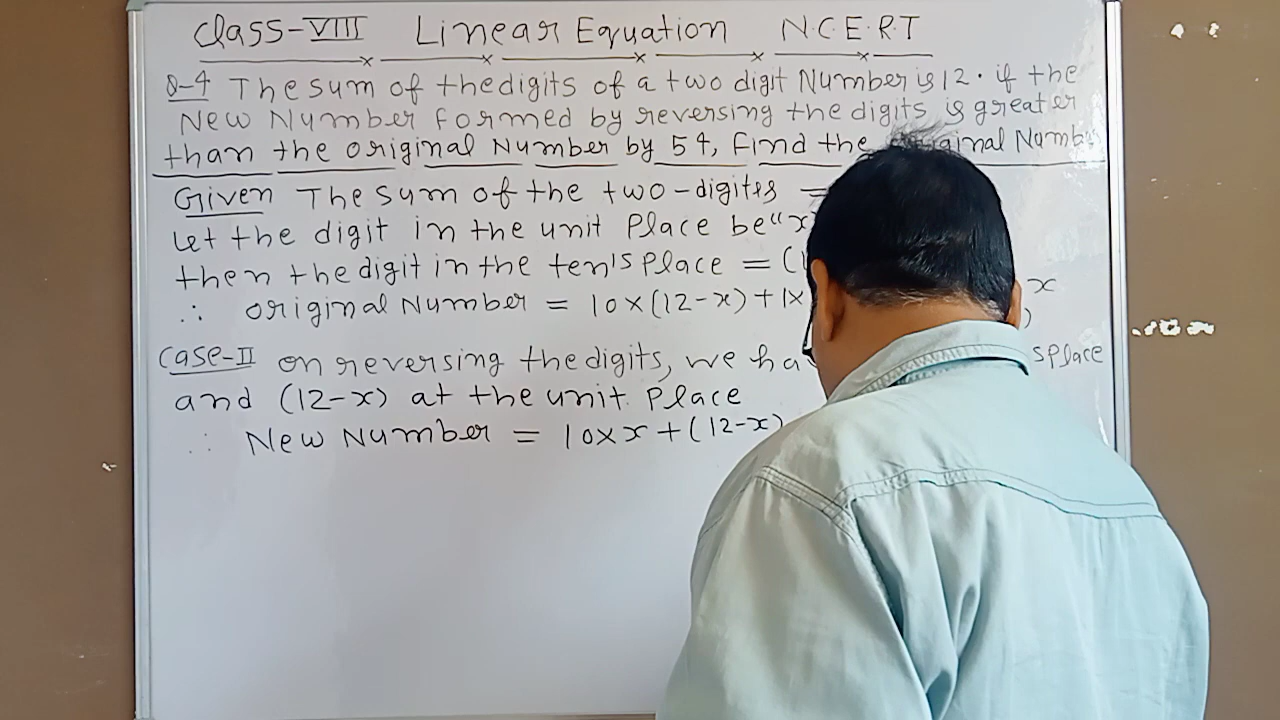 Class-VIII Linear Equation N.C.E.R.T
Q-4 The sum of the digits of a two digit Number is 12. if the
New Number formed by reversing the digits is greater
than the original Number by 54, Find the
Given The sum of the two-digites =
Let the digit in the unit Place be "x
then the digit in the ten's Place = (1
∴ original Number = 10×(12-x)+1× x
Case-II on reversing the digits, we ha sPlace
and (12-x) at the unit Place
∴ New Number = 10×x+(12-x)